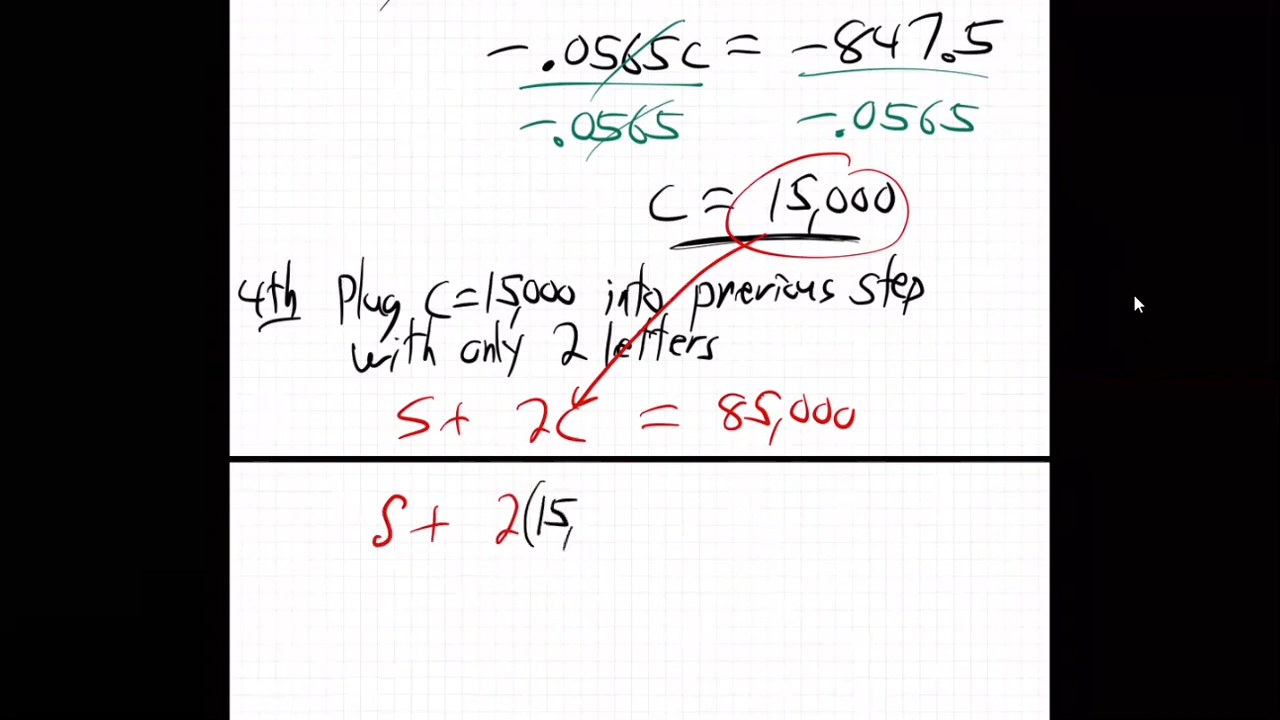 -.0565c = -847.5
-.0565 -.0565
c = 15,000
4th Plug C=15,000 into previous step
with only 2 letters
S + 2C = 85,000
S + 2(15,